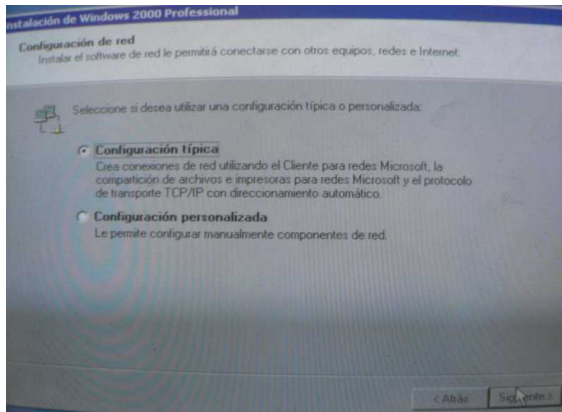 nstalación de Windows 2000 Professional
Configuración de red
Instalar el software de red le permitirá conectarse con otros equipos, redes e Internet.
Seleccione si desea utilizar una configuración típica o personalizada:
Configuración típica
Crea conexiones de red utilizando el Cliente para redes Microsoft, la
compartición de archivos e impresoras para redes Microsoft y el protocolo
de transporte TCP/IP con direccionamiento automático.
Configuración personalizada
Le permite configurar manualmente componentes de red.
< Atrás
Siguiente >